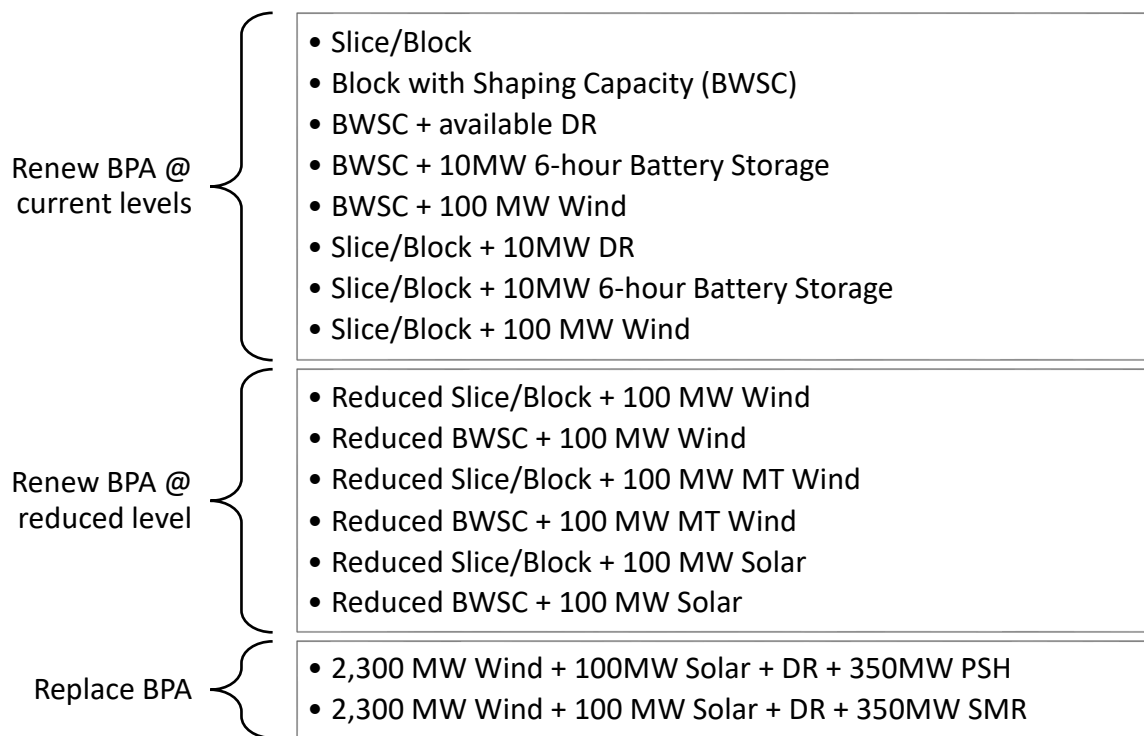 Renew BPA @
current levels
• Slice/Block
• Block with Shaping Capacity (BWSC)
• BWSC + available DR
• BWSC + 10MW 6-hour Battery Storage
• BWSC + 100 MW Wind
• Slice/Block + 10MW DR
• Slice/Block + 10MW 6-hour Battery Storage
• Slice/Block + 100 MW Wind
Renew BPA @
reduced level
• Reduced Slice/Block + 100 MW Wind
• Reduced BWSC + 100 MW Wind
• Reduced Slice/Block + 100 MW MT Wind
• Reduced BWSC + 100 MW MT Wind
• Reduced Slice/Block + 100 MW Solar
• Reduced BWSC + 100 MW Solar
Replace BPA
• 2,300 MW Wind + 100MW Solar + DR + 350MW PSH
• 2,300 MW Wind + 100 MW Solar + DR + 350MW SMR